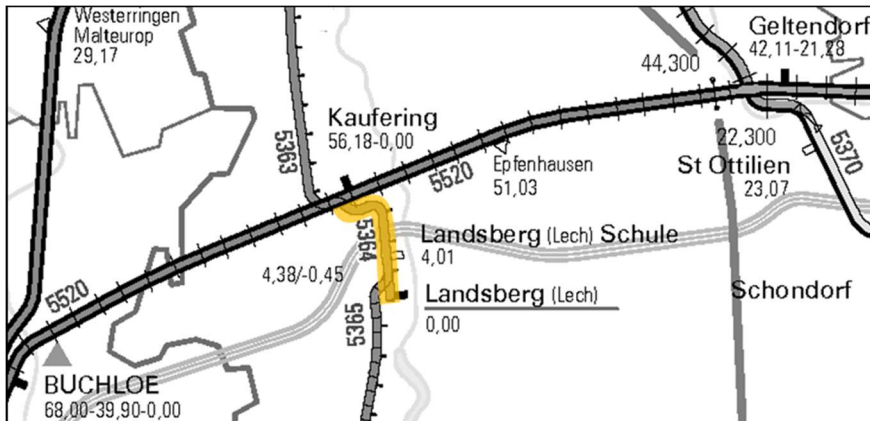 Westerringen
Malteurop
29,17
Geltendorf
42,11-21,28
44,300
Kaufering
56,18-0,00
5363
5520
Epfenhausen
51,03
22,300
St Ottilien
23,07
5370
5364
Landsberg (Lech) Schule
4,01
4,38/-0,45
Landsberg (Lech)
0,00
Schondorf
5520
5365
BUCHLOE
68,00-39,90-0,00